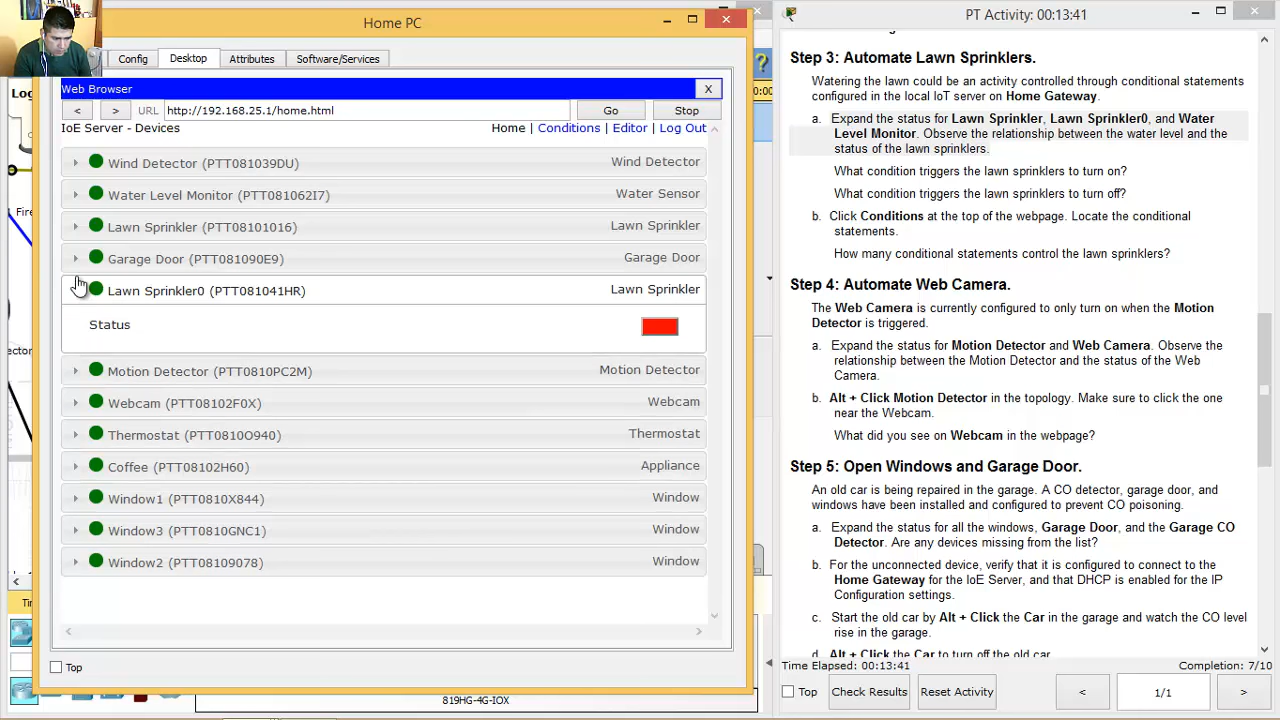 Home PC
Config
Desktop
Attributes
Software/Services
Web Browser
X
<
>
URL
http://192.168.25.1/home.html
Go
Stop
IoE Server - Devices
Home | Conditions | Editor | Log Out
Wind Detector (PTT081039DU) Wind Detector
Water Level Monitor (PTT081062I7) Water Sensor
Lawn Sprinkler (PTT08101016) Lawn Sprinkler
Garage Door (PTT081090E9) Garage Door
Lawn Sprinkler0 (PTT081041HR) Lawn Sprinkler
Status
Motion Detector (PTT0810PC2M) Motion Detector
Webcam (PTT08102F0X) Webcam
Thermostat (PTT0810O940) Thermostat
Coffee (PTT08102H60) Appliance
Window1 (PTT0810X844) Window
Window3 (PTT0810GNC1) Window
Window2 (PTT08109078) Window
Top
819HG-4G-IOX
PT Activity: 00:13:41
Step 3: Automate Lawn Sprinklers.
Watering the lawn could be an activity controlled through conditional statements
configured in the local IoT server on Home Gateway.
a. Expand the status for Lawn Sprinkler, Lawn Sprinkler0, and Water
Level Monitor. Observe the relationship between the water level and the
status of the lawn sprinklers.
What condition triggers the lawn sprinklers to turn on?
What condition triggers the lawn sprinklers to turn off?
b. Click Conditions at the top of the webpage. Locate the conditional
statements.
How many conditional statements control the lawn sprinklers?
Step 4: Automate Web Camera.
The Web Camera is currently configured to only turn on when the Motion
Detector is triggered.
a. Expand the status for Motion Detector and Web Camera. Observe the
relationship between the Motion Detector and the status of the Web
Camera.
b. Alt + Click Motion Detector in the topology. Make sure to click the one
near the Webcam.
What did you see on Webcam in the webpage?
Step 5: Open Windows and Garage Door.
An old car is being repaired in the garage. A CO detector, garage door, and
windows have been installed and configured to prevent CO poisoning.
a. Expand the status for all the windows, Garage Door, and the Garage CO
Detector. Are any devices missing from the list?
b. For the unconnected device, verify that it is configured to connect to the
Home Gateway for the IoE Server, and that DHCP is enabled for the IP
Configuration settings.
c. Start the old car by Alt + Click the Car in the garage and watch the CO level
rise in the garage.
d. Alt + Click the Car to turn off the old car.
Time Elapsed: 00:13:41
Completion: 7/10
Top
Check Results
Reset Activity
<
1/1
>